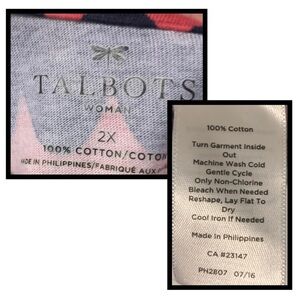 TALBOTS
WOMAN
2X
100% COTTON/COTON
MADE IN PHILIPPINES/FABRIQUÉ AUX
100% Cotton
Turn Garment Inside
Out
Machine Wash Cold
Gentle Cycle
Only Non-Chlorine
Bleach When Needed
Reshape, Lay Flat To
Dry
Cool Iron If Needed
Made In Philippines
CA #23147
PH2807 07/16